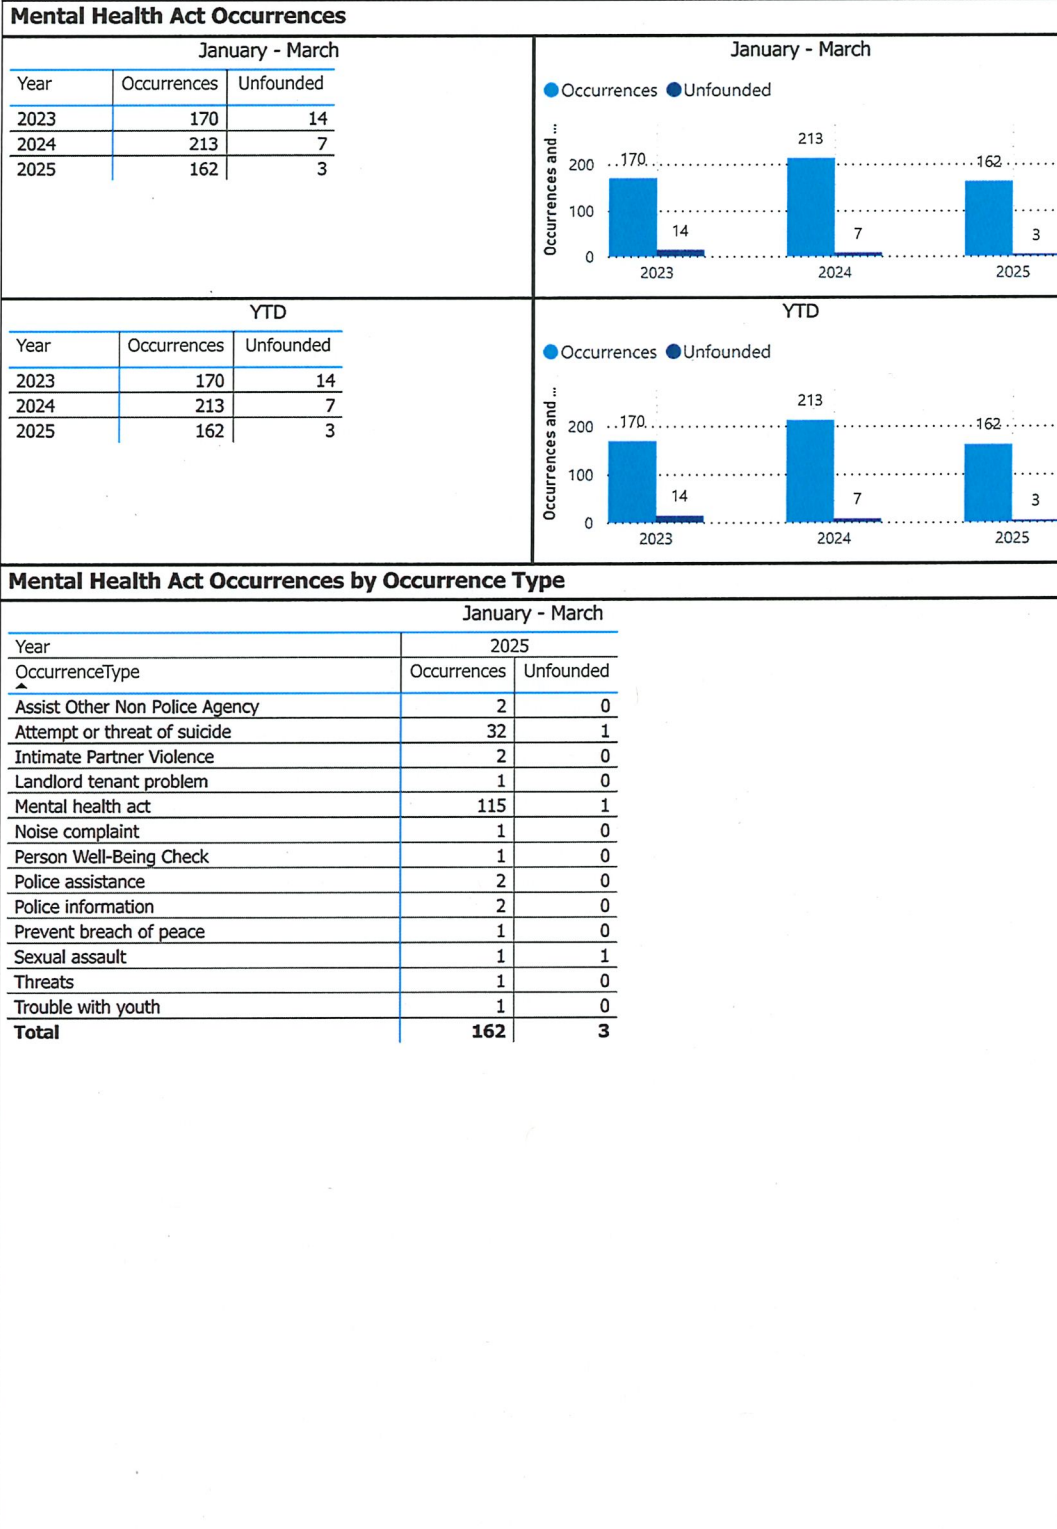 Mental Health Act Occurrences
January - March
Year Occurrences Unfounded
2023 170 14
2024 213 7
2025 162 3
January - March
Occurrences Unfounded
Occurrences and ...
200
100
0
170
14
213
7
162
3
2023 2024 2025
YTD
Year Occurrences Unfounded
2023 170 14
2024 213 7
2025 162 3
YTD
Occurrences Unfounded
Occurrences and ...
200
100
0
170
14
213
7
162
3
2023 2024 2025
Mental Health Act Occurrences by Occurrence Type
January - March
Year 2025
OccurrenceType Occurrences Unfounded
Assist Other Non Police Agency 2 0
Attempt or threat of suicide 32 1
Intimate Partner Violence 2 0
Landlord tenant problem 1 0
Mental health act 115 1
Noise complaint 1 0
Person Well-Being Check 1 0
Police assistance 2 0
Police information 2 0
Prevent breach of peace 1 0
Sexual assault 1 1
Threats 1 0
Trouble with youth 1 0
Total 162 3